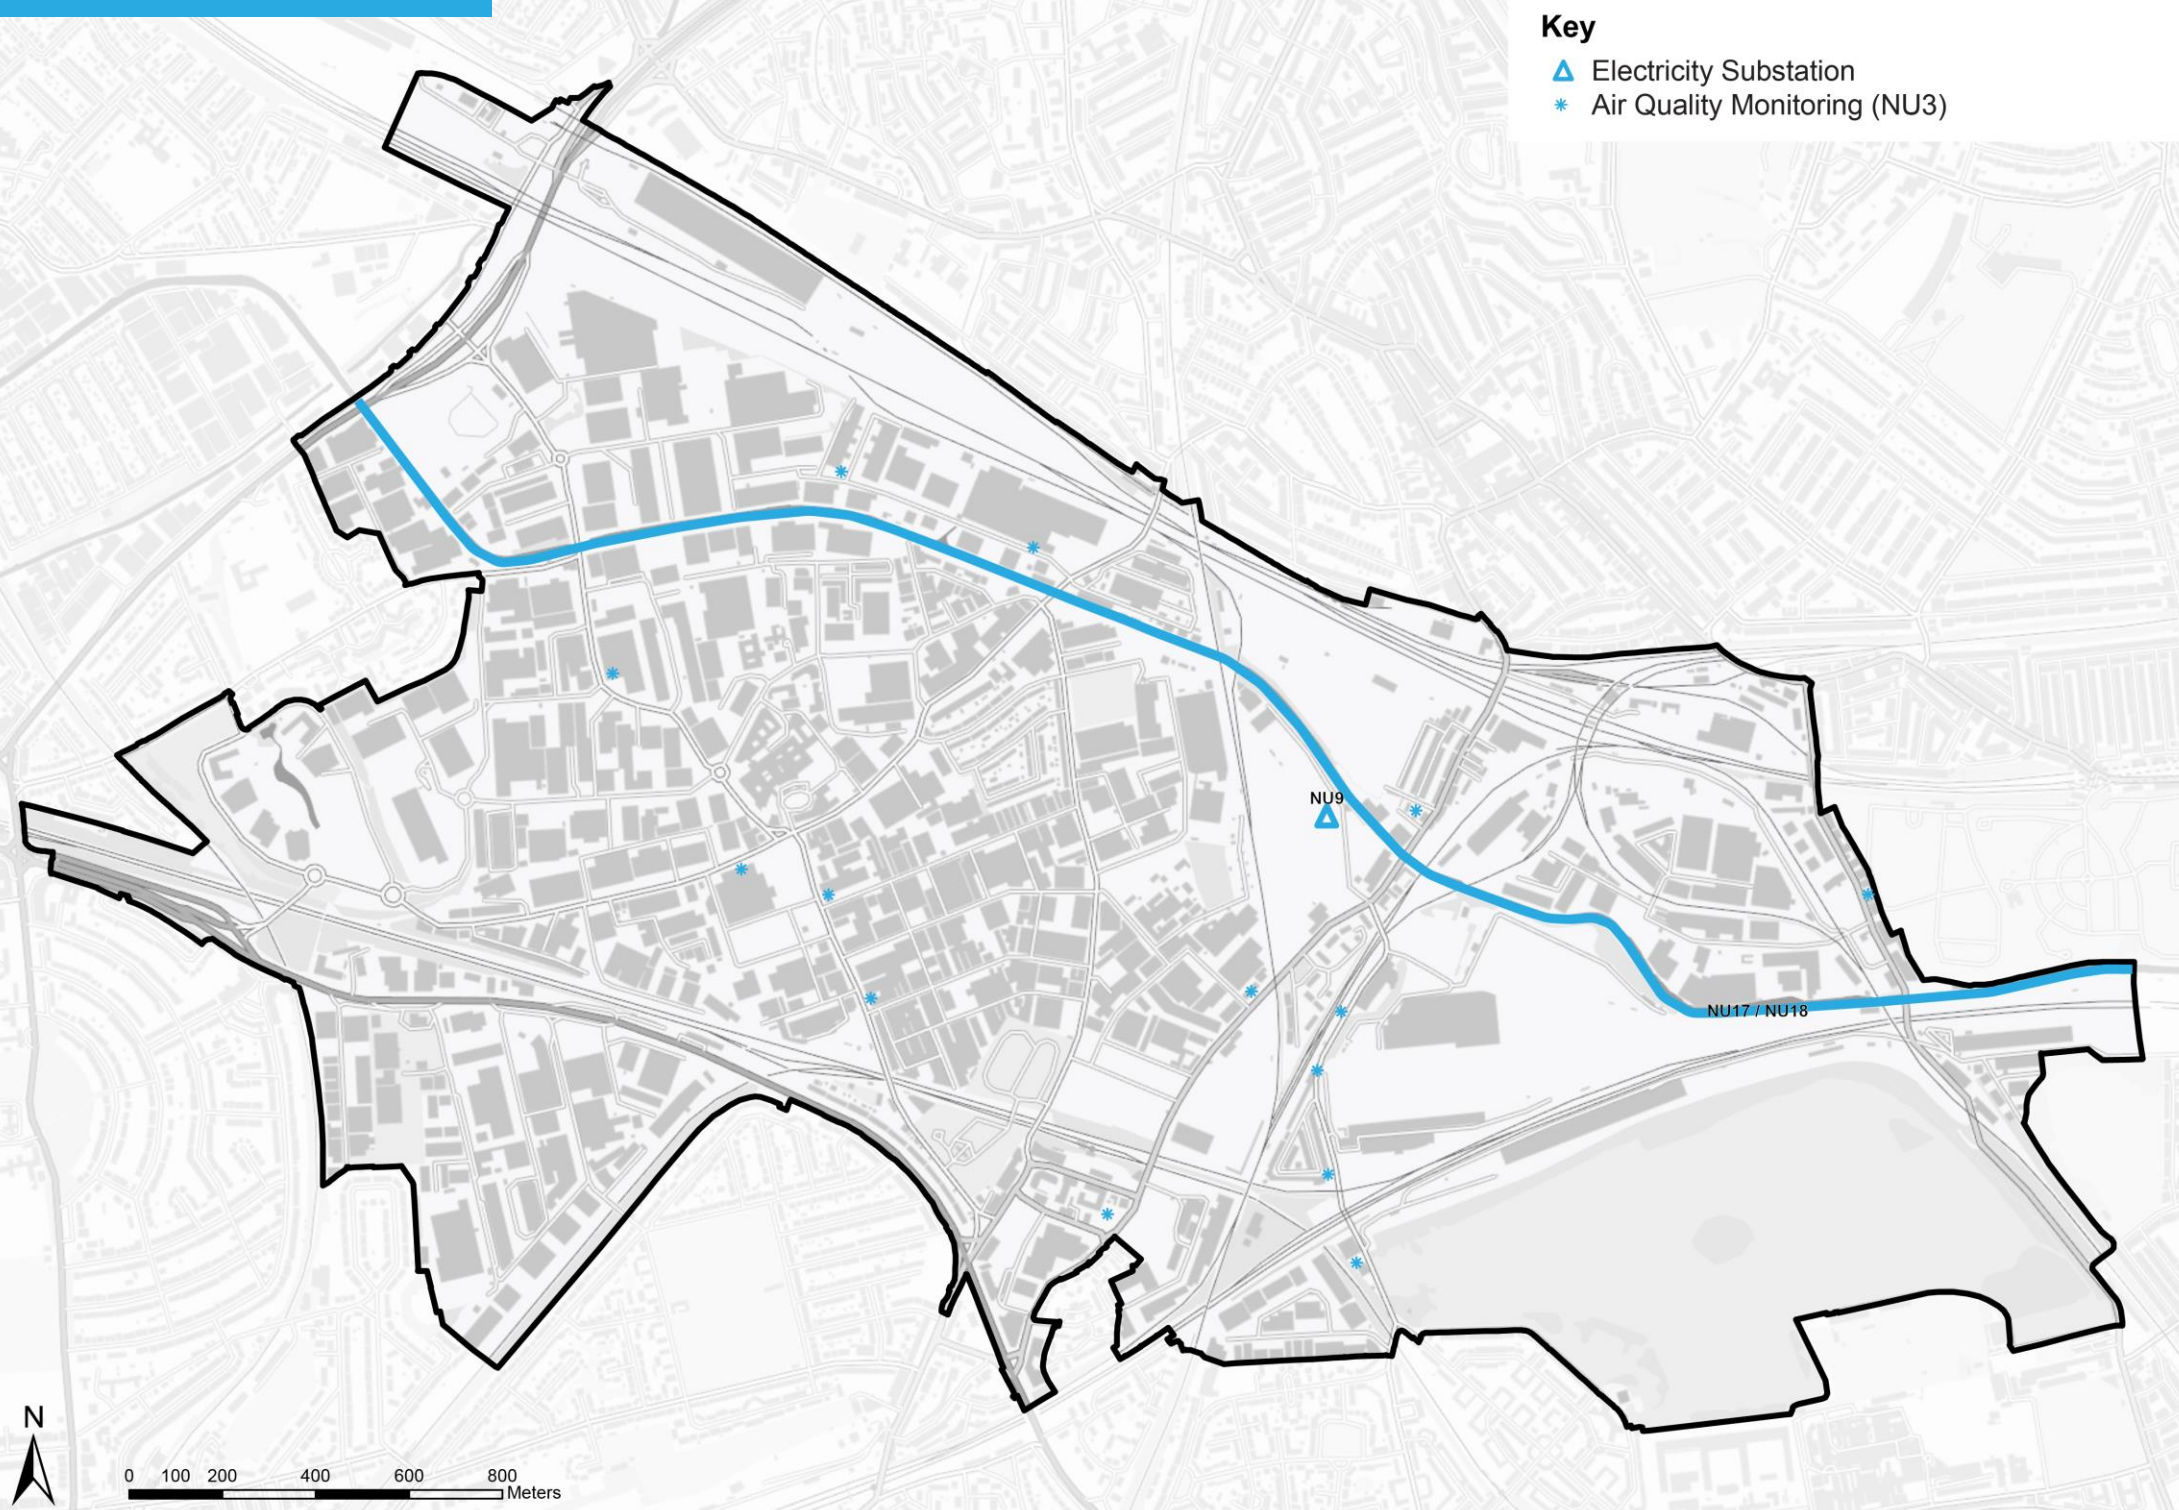 Key
Electricity Substation
Air Quality Monitoring (NU3)
NU9
NU17 / NU18
N
0 100 200 400 600 800
Meters